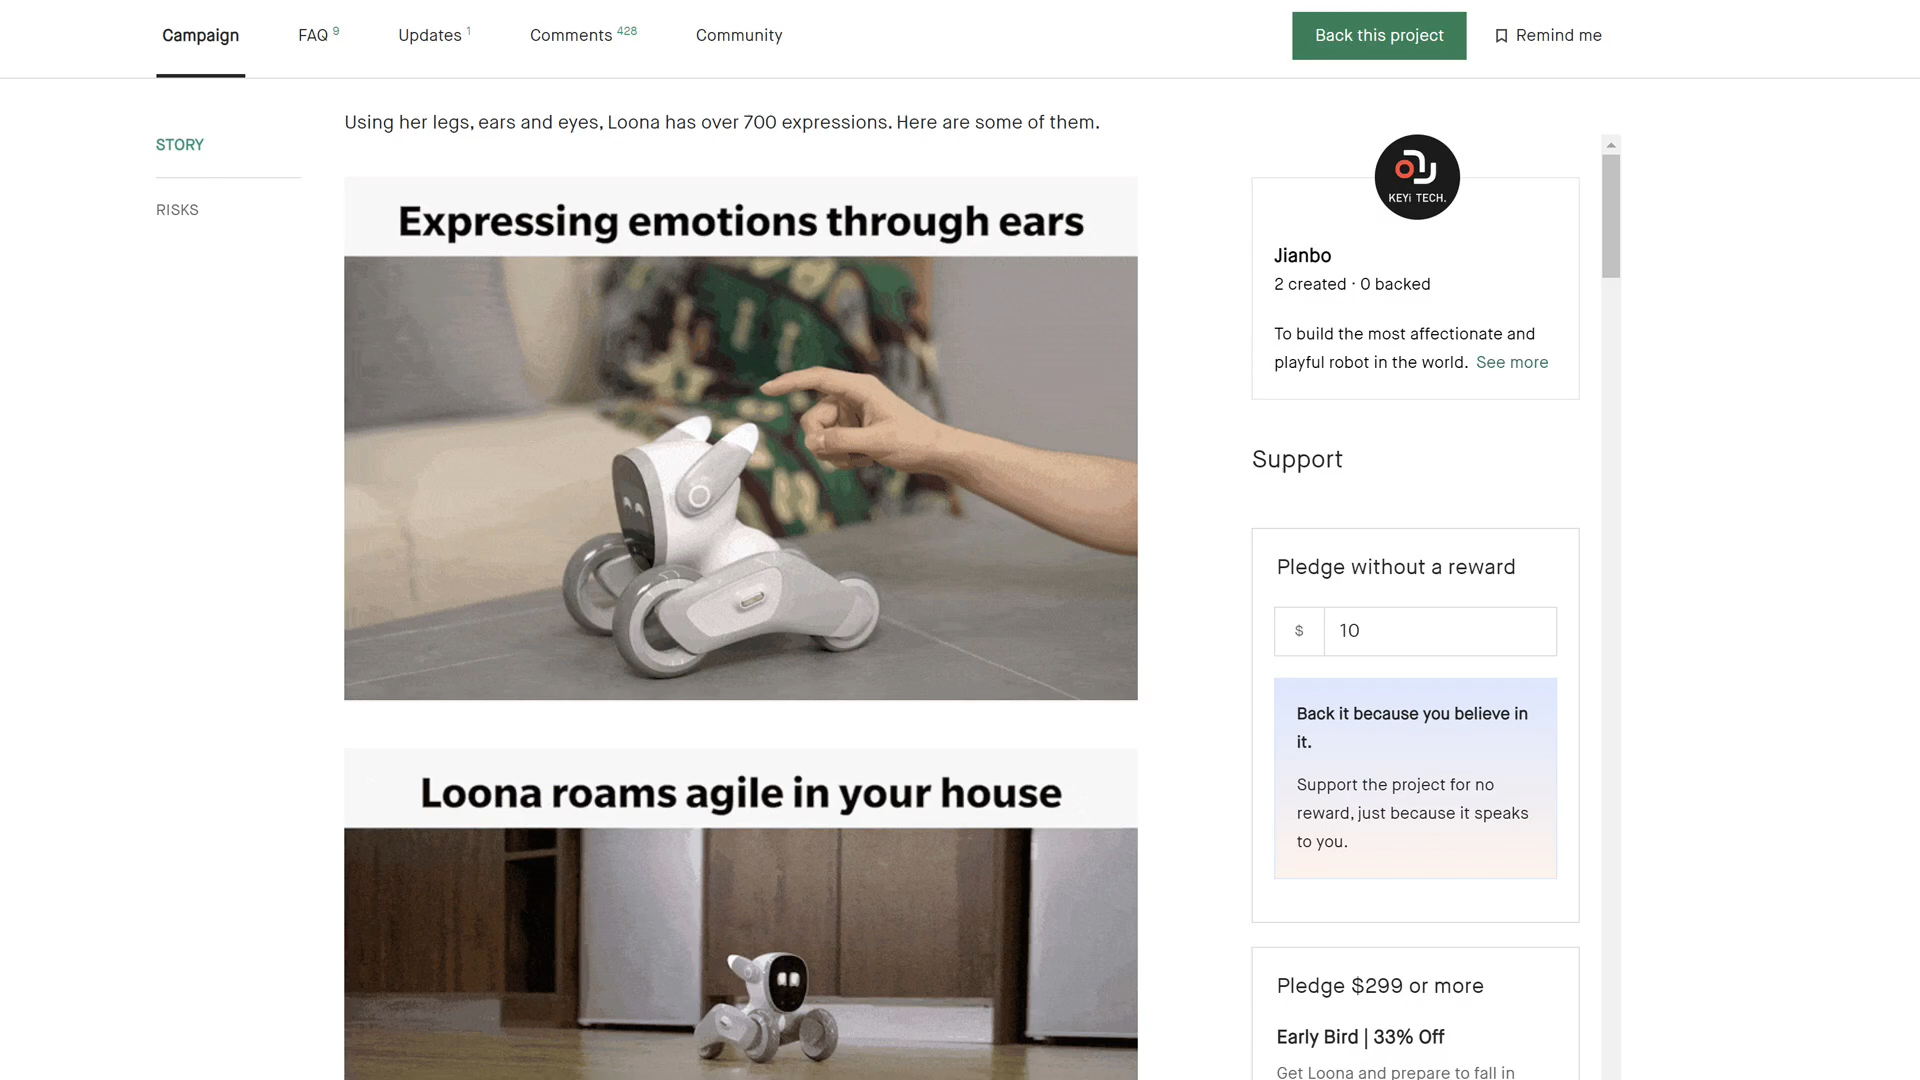 Campaign
FAQ 9
Updates 1
Comments 428
Community
Back this project
Remind me
STORY
RISKS
Using her legs, ears and eyes, Loona has over 700 expressions. Here are some of them.
Expressing emotions through ears
Loona roams agile in your house
KEYi TECH.
Jianbo
2 created · 0 backed
To build the most affectionate and
playful robot in the world. See more
Support
Pledge without a reward
$ 10
Back it because you believe in
it.
Support the project for no
reward, just because it speaks
to you.
Pledge $299 or more
Early Bird | 33% Off
Get Loona and prepare to fall in